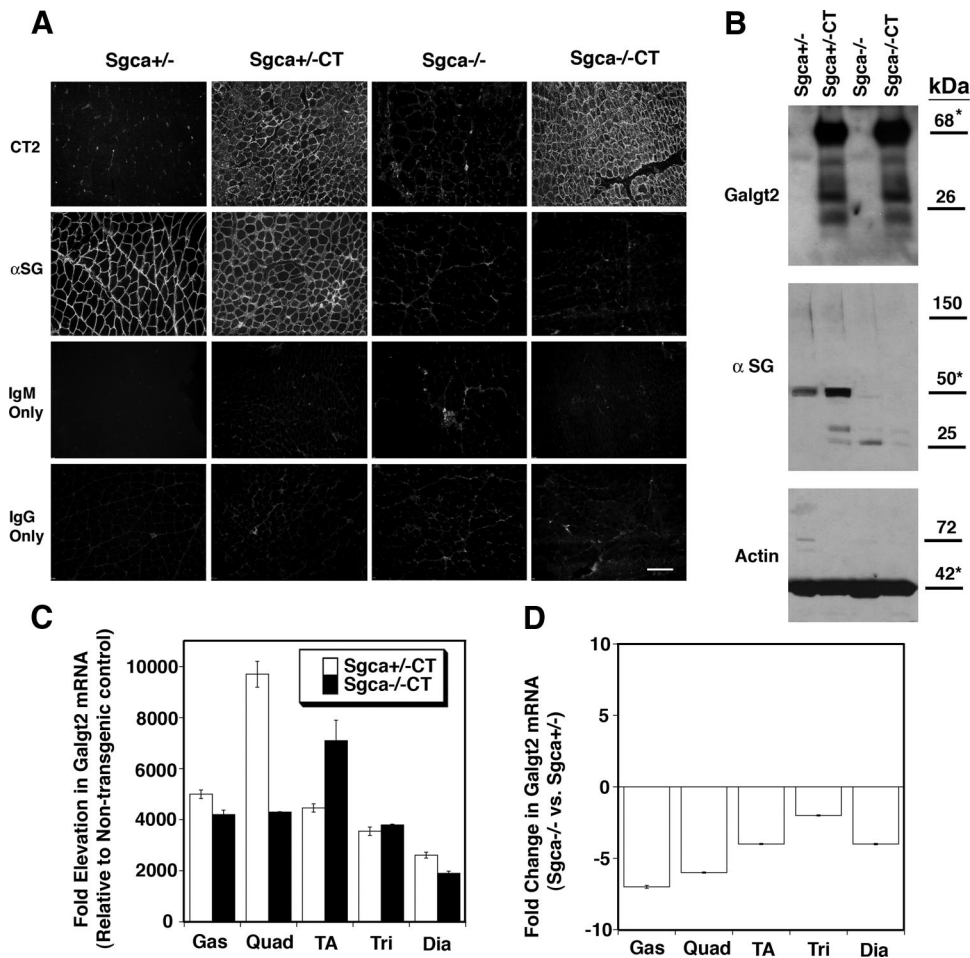 A
Sgca+/-
Sgca+/-CT
Sgca-/-
Sgca-/-CT
CT2
αSG
IgM
Only
IgG
Only
B
Sgca+/-
Sgca+/-CT
Sgca-/-
Sgca-/-CT
kDa
Galgt2
68*
26
α SG
150
50*
25
Actin
72
42*
C
Fold Elevation in Galgt2 mRNA
(Relative to Non-transgenic control)
10000
8000
6000
4000
2000
0
Sgca+/-CT
Sgca-/-CT
Gas
Quad
TA
Tri
Dia
D
Fold Change in Galgt2 mRNA
(Sgca-/- vs. Sgca+/-)
10
5
0
-5
-10
Gas
Quad
TA
Tri
Dia